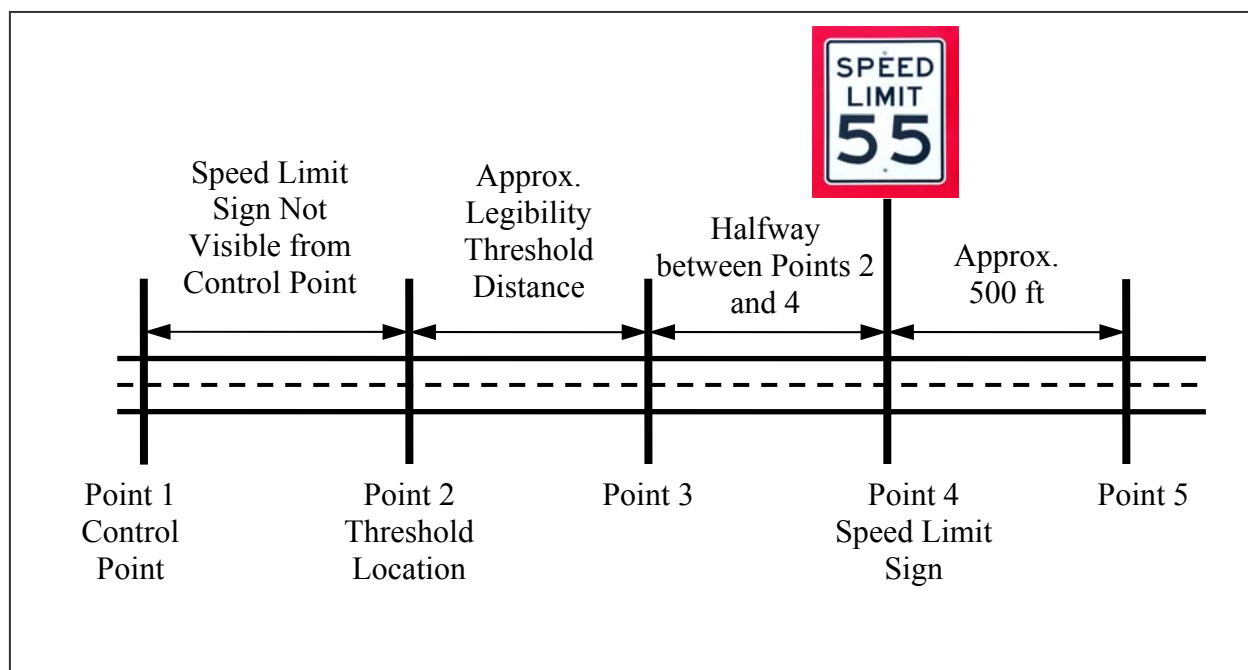 SPEED
LIMIT
55
Speed Limit
Sign Not
Visible from
Control Point
Approx.
Legibility
Threshold
Distance
Halfway
between Points 2
and 4
Approx.
500 ft
Point 1
Control
Point
Point 2
Threshold
Location
Point 3
Point 4
Speed Limit
Sign
Point 5